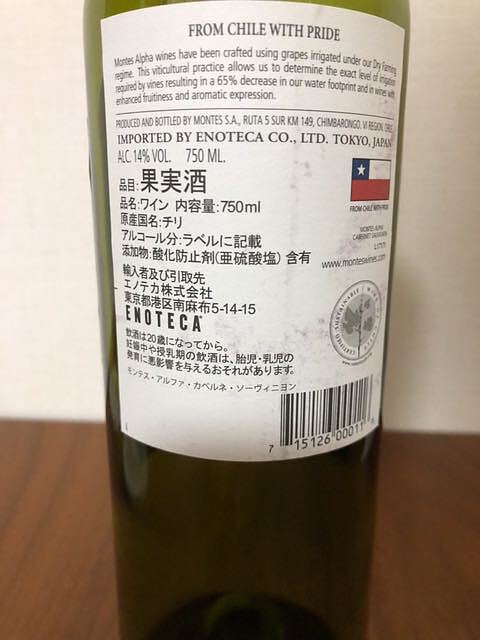 FROM CHILE WITH PRIDE
Montes Alpha wines have been crafted using grapes irrigated under our Dry Farming
regime. This viticultural practice allows us to determine the exact level of irrigation
required by vines resulting in a 65% decrease in our water footprint and in wines with
enhanced fruitiness and aromatic expression.
PRODUCED AND BOTTLED BY MONTES S.A., RUTA 5 SUR KM 149, CHIMBARONGO, VI REGION, CHILE
IMPORTED BY ENOTECA CO., LTD. TOKYO, JAPAN
ALC. 14% VOL. 750 ML.
品目:果実酒
品名:ワイン 内容量:750ml
原産国名:チリ
アルコール分:ラベルに記載
添加物:酸化防止剤(亜硫酸塩) 含有
FROM CHILE WITH PRIDE
MONTES ALPHA
CABERNET SAUVIGNON
www.monteswines.com
輸入者及び引取先
エノテカ株式会社
東京都港区南麻布5-14-15
ENOTECA
飲酒は20歳になってから。
妊娠中や授乳期の飲酒は、胎児・乳児の
発育に悪影響を与えるおそれがあります。
モンテス・アルファ・カベルネ・ソーヴィニヨン
7 15126 00011